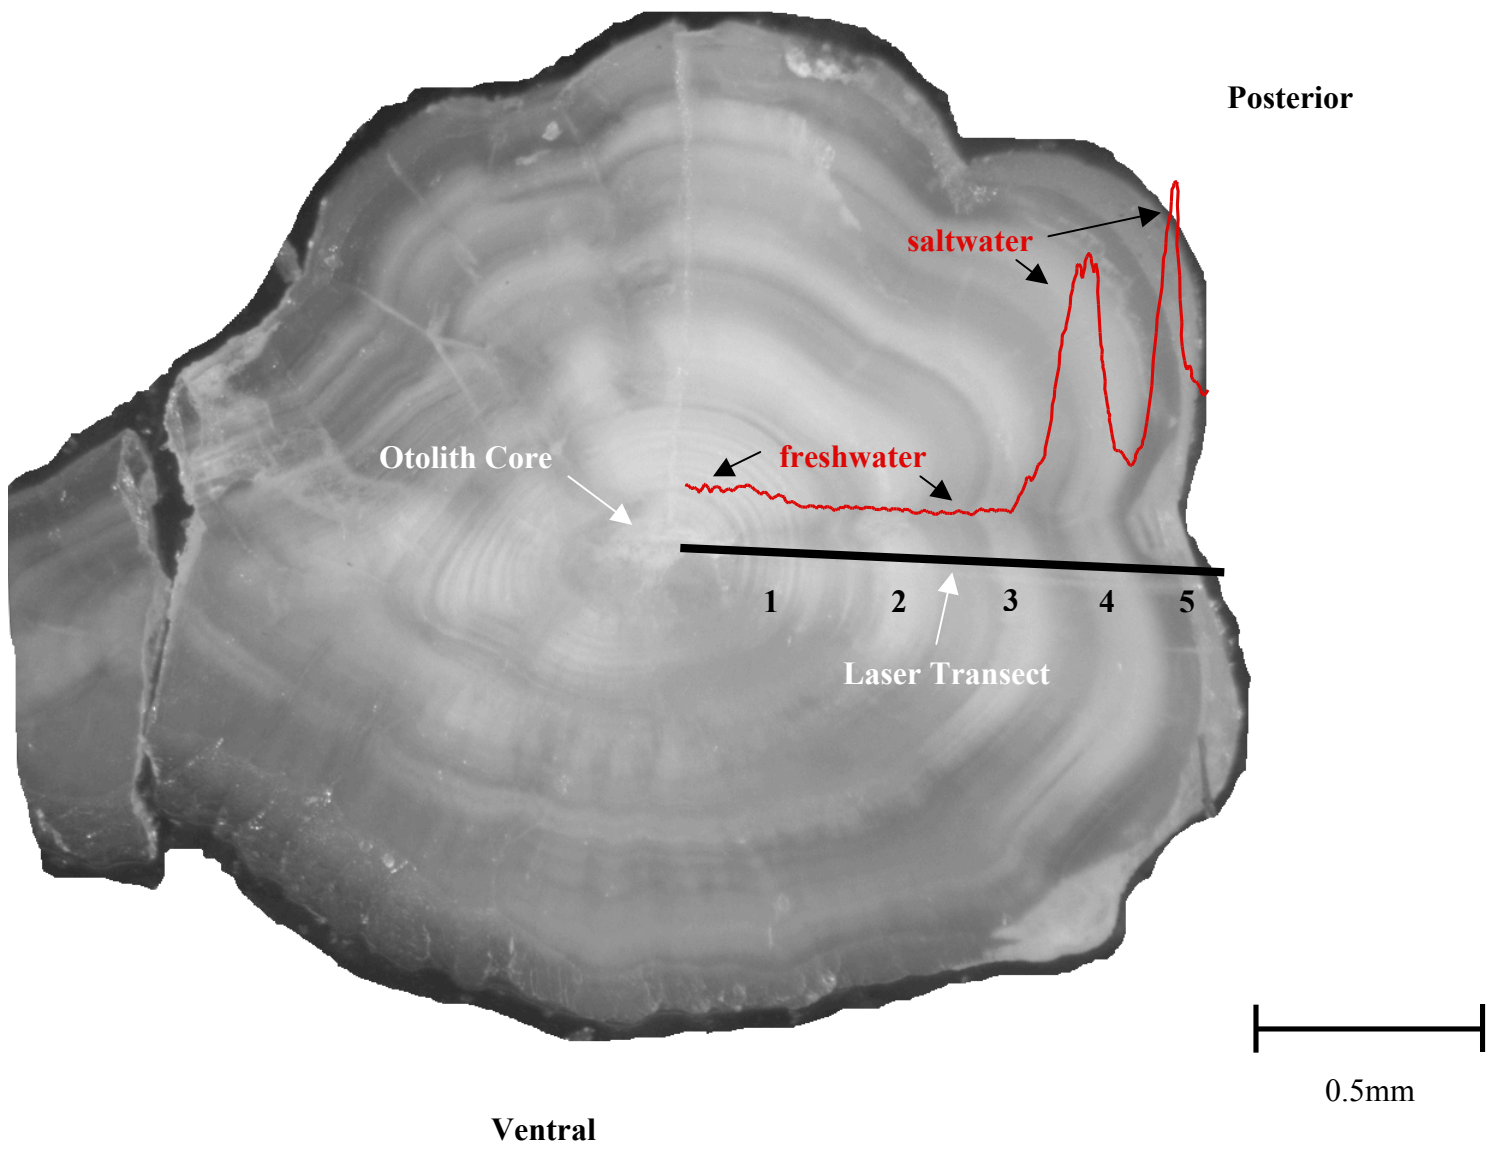 Posterior
saltwater
Otolith Core
freshwater
1 2 3 4 5
Laser Transect
0.5mm
Ventral